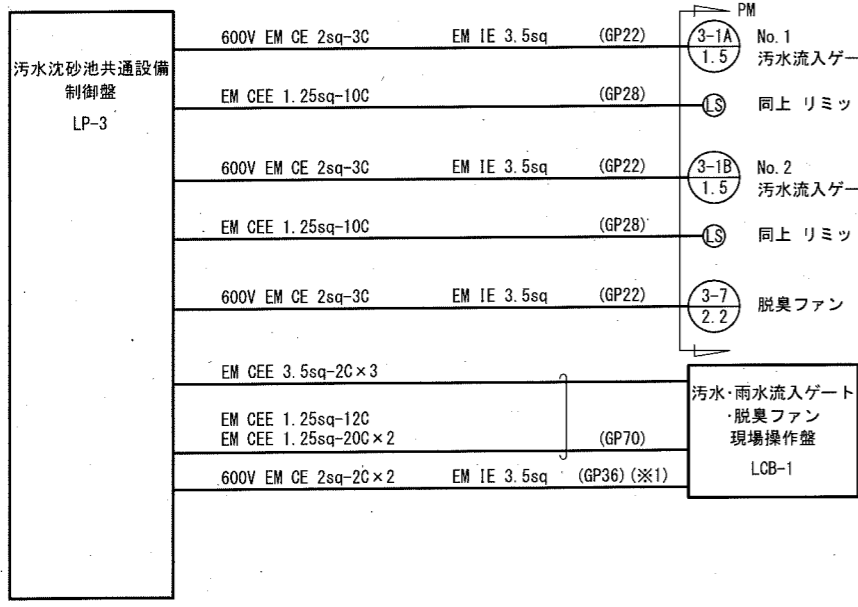 PM
汚水沈砂池共通設備
制御盤
LP-3
600V EM CE 2sq-3C EM IE 3.5sq (GP22)
3-1A
1.5
No.1
汚水流入ゲー
EM CEE 1.25sq-10C (GP28)
LS
同上 リミッ
600V EM CE 2sq-3C EM IE 3.5sq (GP22)
3-1B
1.5
No.2
汚水流入ゲー
EM CEE 1.25sq-10C (GP28)
LS
同上 リミッ
600V EM CE 2sq-3C EM IE 3.5sq (GP22)
3-7
2.2
脱臭ファン
EM CEE 3.5sq-2C×3
EM CEE 1.25sq-12C
EM CEE 1.25sq-20C×2 (GP70)
600V EM CE 2sq-2C×2 EM IE 3.5sq (GP36)(※1)
汚水・雨水流入ゲート
・脱臭ファン
現場操作盤
LCB-1